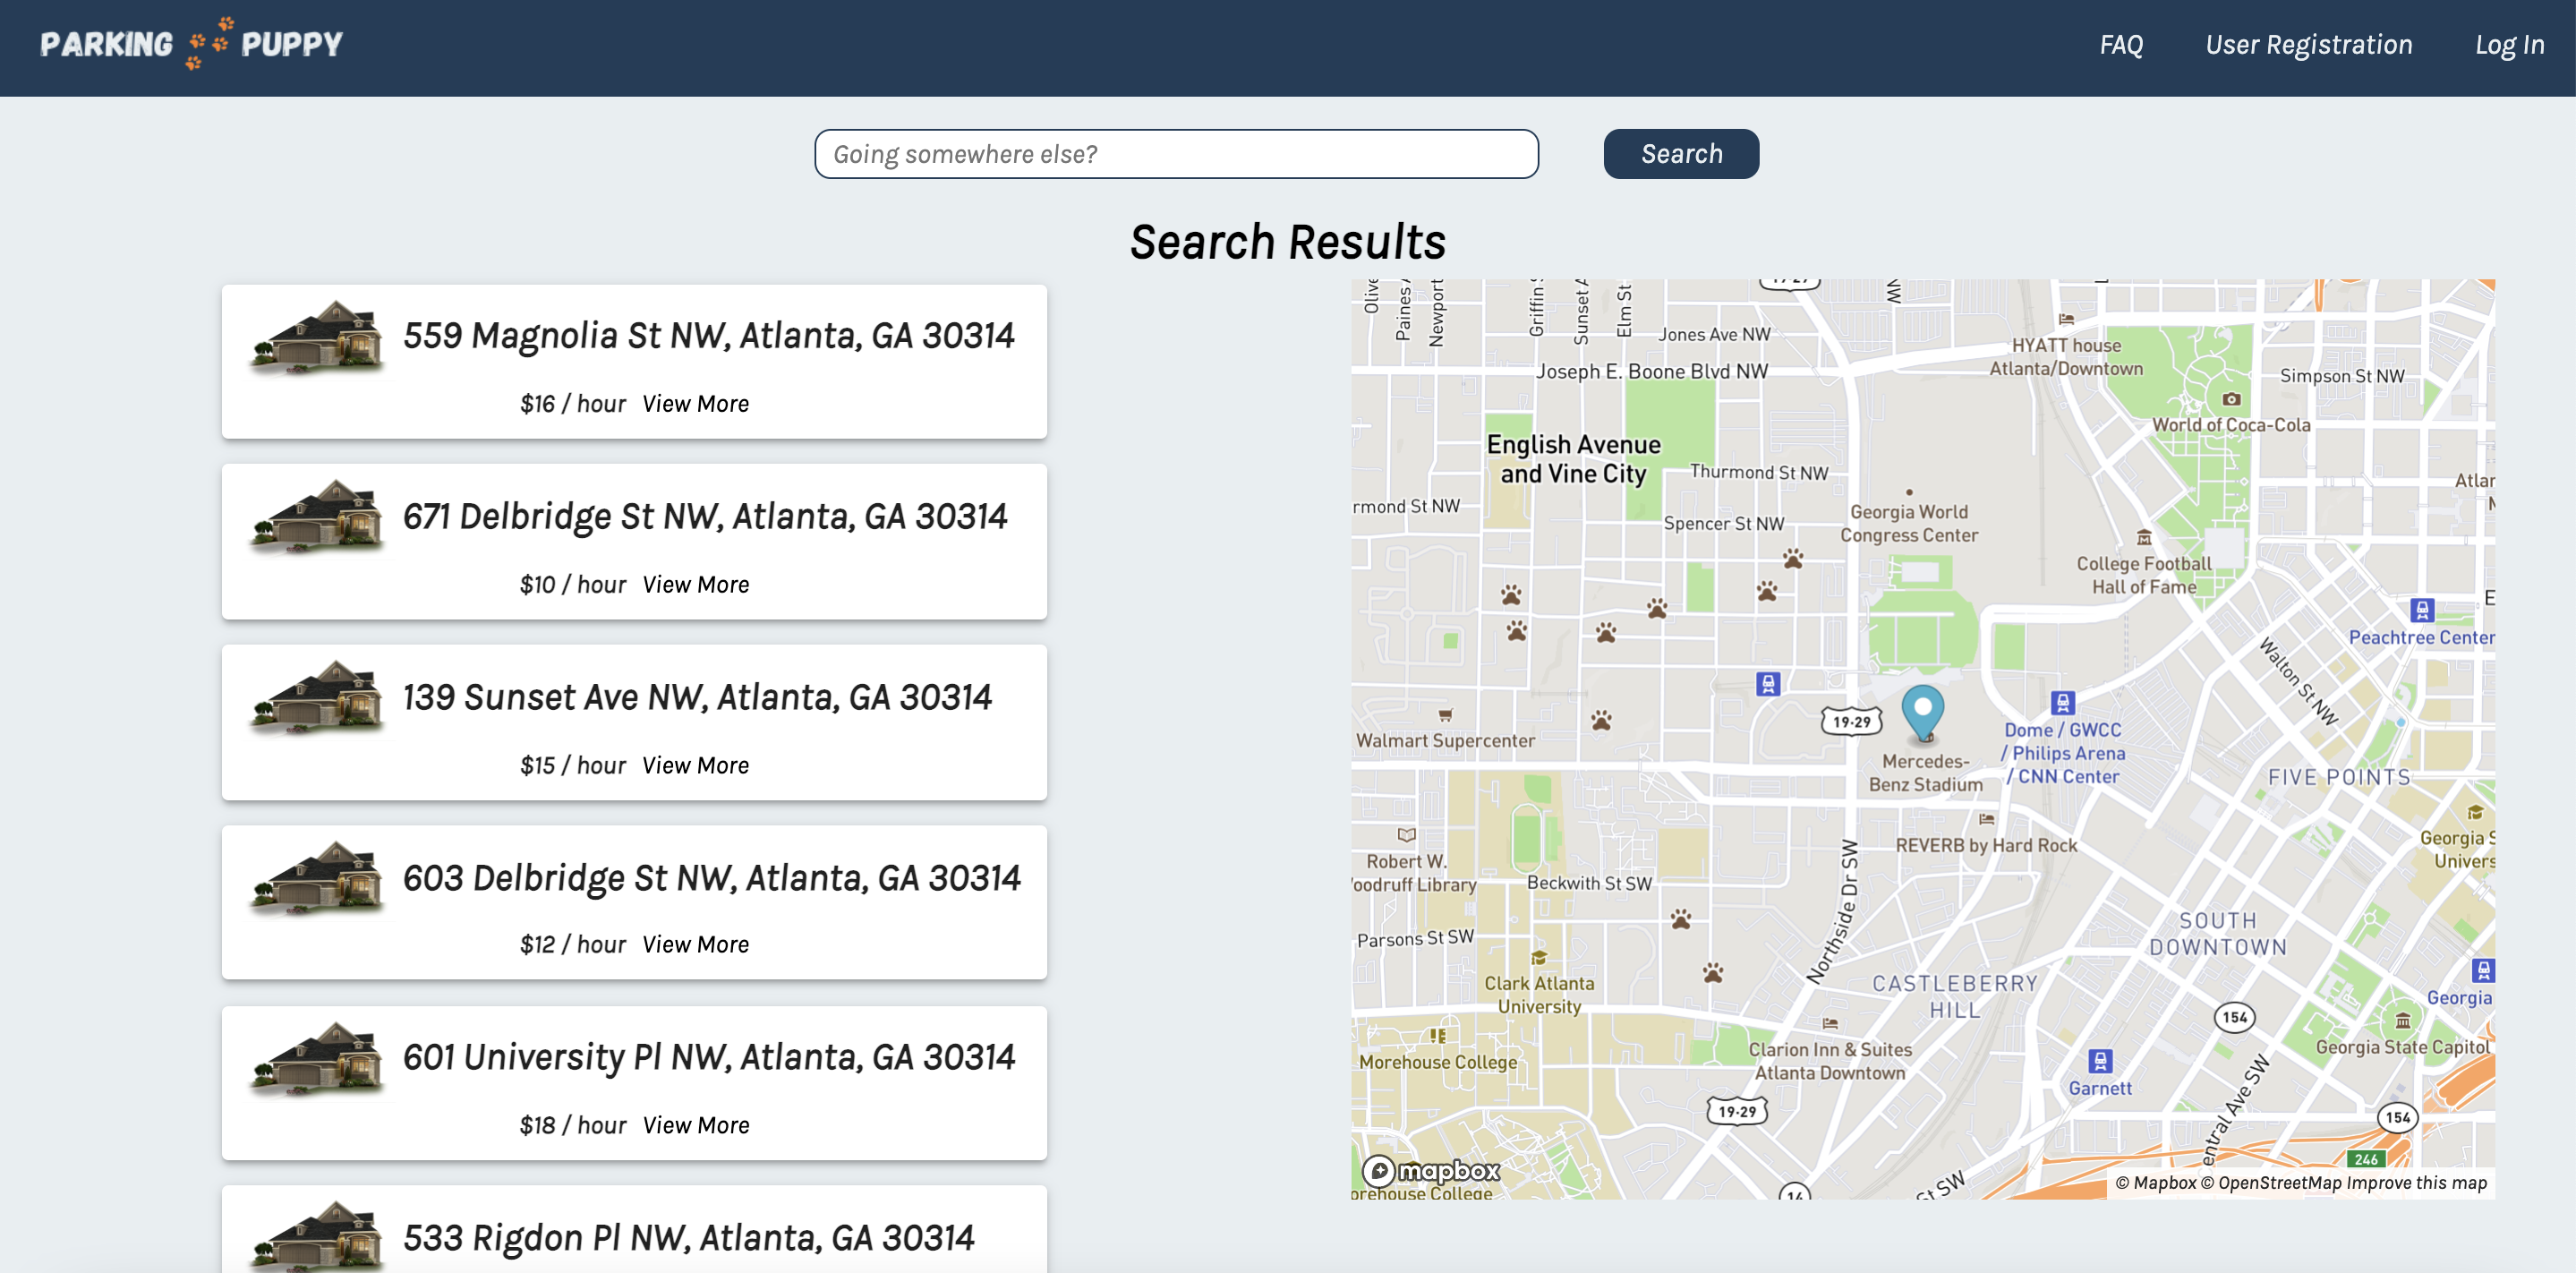 PARKING PUPPY
FAQ
User Registration
Log In
Going somewhere else?
Search
Search Results
559 Magnolia St NW, Atlanta, GA 30314
$16 / hour View More
671 Delbridge St NW, Atlanta, GA 30314
$10 / hour View More
139 Sunset Ave NW, Atlanta, GA 30314
$15 / hour View More
603 Delbridge St NW, Atlanta, GA 30314
$12 / hour View More
601 University Pl NW, Atlanta, GA 30314
$18 / hour View More
533 Rigdon Pl NW, Atlanta, GA 30314
Olive
Paines A
Newport
Griffin S
Sunset A
Elm St
NW
Jones Ave NW
Joseph E. Boone Blvd NW
HYATT house
Atlanta/Downtown
Simpson St NW
World of Coca-Cola
English Avenue
and Vine City
Thurmond St NW
rmond St NW
Spencer St NW
Georgia World
Congress Center
Atlan
College Football
Hall of Fame
Peachtree Center
Walton St NW
19-29
Walmart Supercenter
Mercedes-
Benz Stadium
Dome / GWCC
/ Philips Arena
/ CNN Center
FIVE POINTS
Robert W.
oodruff Library
REVERB by Hard Rock
Georgia S
Univers
Beckwith St SW
Northside Dr SW
Parsons St SW
SOUTH
DOWNTOWN
Clark Atlanta
University
CASTLEBERRY
HILL
Georgia
154
Morehouse College
Clarion Inn & Suites
Atlanta Downtown
Georgia State Capitol
Garnett
19-29
entral Ave SW
154
246
mapbox
orehouse College
14
St SW
© Mapbox © OpenStreetMap Improve this map